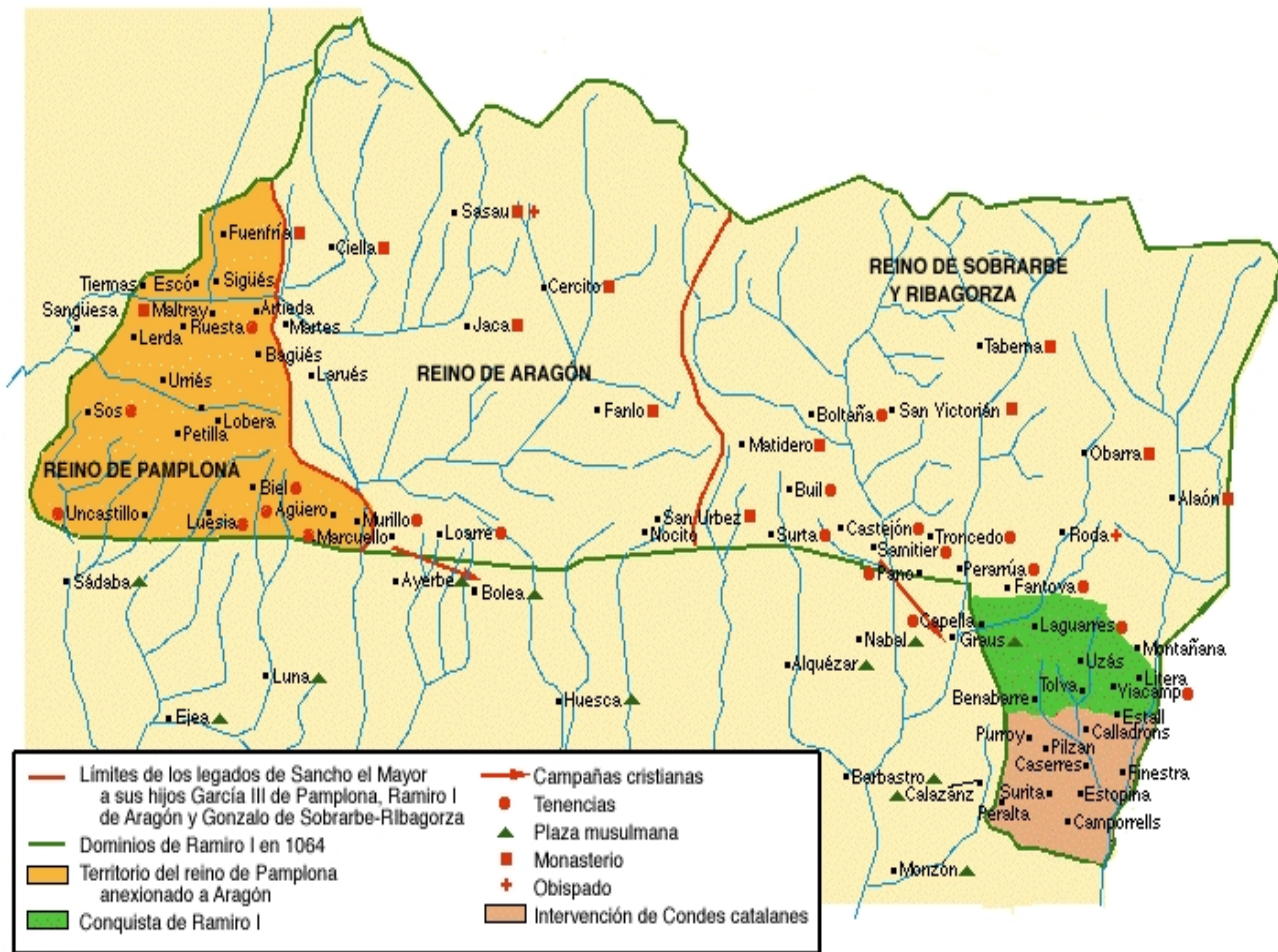 Sasau
Fuenfría
Ciella
REINO DE SOBRARBE
Y RIBAGORZA
Tiermas
Escó
Sigüés
Cercito
Sangüesa
Maltray
Artieda
Ruesta
Martes
Jaca
Lerda
Taberna
Bagüés
Larués
REINO DE ARAGÓN
Urriés
Sos
Lobera
Fanlo
Boltaña
San Victorián
Petilla
Matidero
Obarra
REINO DE PAMPLONA
Biel
Buil
Alaón
Uncastillo
Luesia
Agüero
Murillo
San Urbez
Marcuello
Loarre
Nocito
Surta
Castejón
Troncedo
Roda
Samitier
Sádaba
Ayerbe
Bolea
Pano
Perarrúa
Fantova
Capella
Laguarres
Nabal
Graus
Montañana
Alquézar
Uzás
Luna
Litera
Tolva
Viacamp
Huesca
Benabarre
Ejea
Estall
Purroy
Calladrons
Pilzan
Caserres
Finestra
Barbastro
Calazanz
Surita
Estopina
Peralta
Camporrells
Monzón
Límites de los legados de Sancho el Mayor
a sus hijos García III de Pamplona, Ramiro I
de Aragón y Gonzalo de Sobrarbe-RIbagorza
Dominios de Ramiro I en 1064
Territorio del reino de Pamplona
anexionado a Aragón
Conquista de Ramiro I
Campañas cristianas
Tenencias
Plaza musulmana
Monasterio
Obispado
Intervención de Condes catalanes